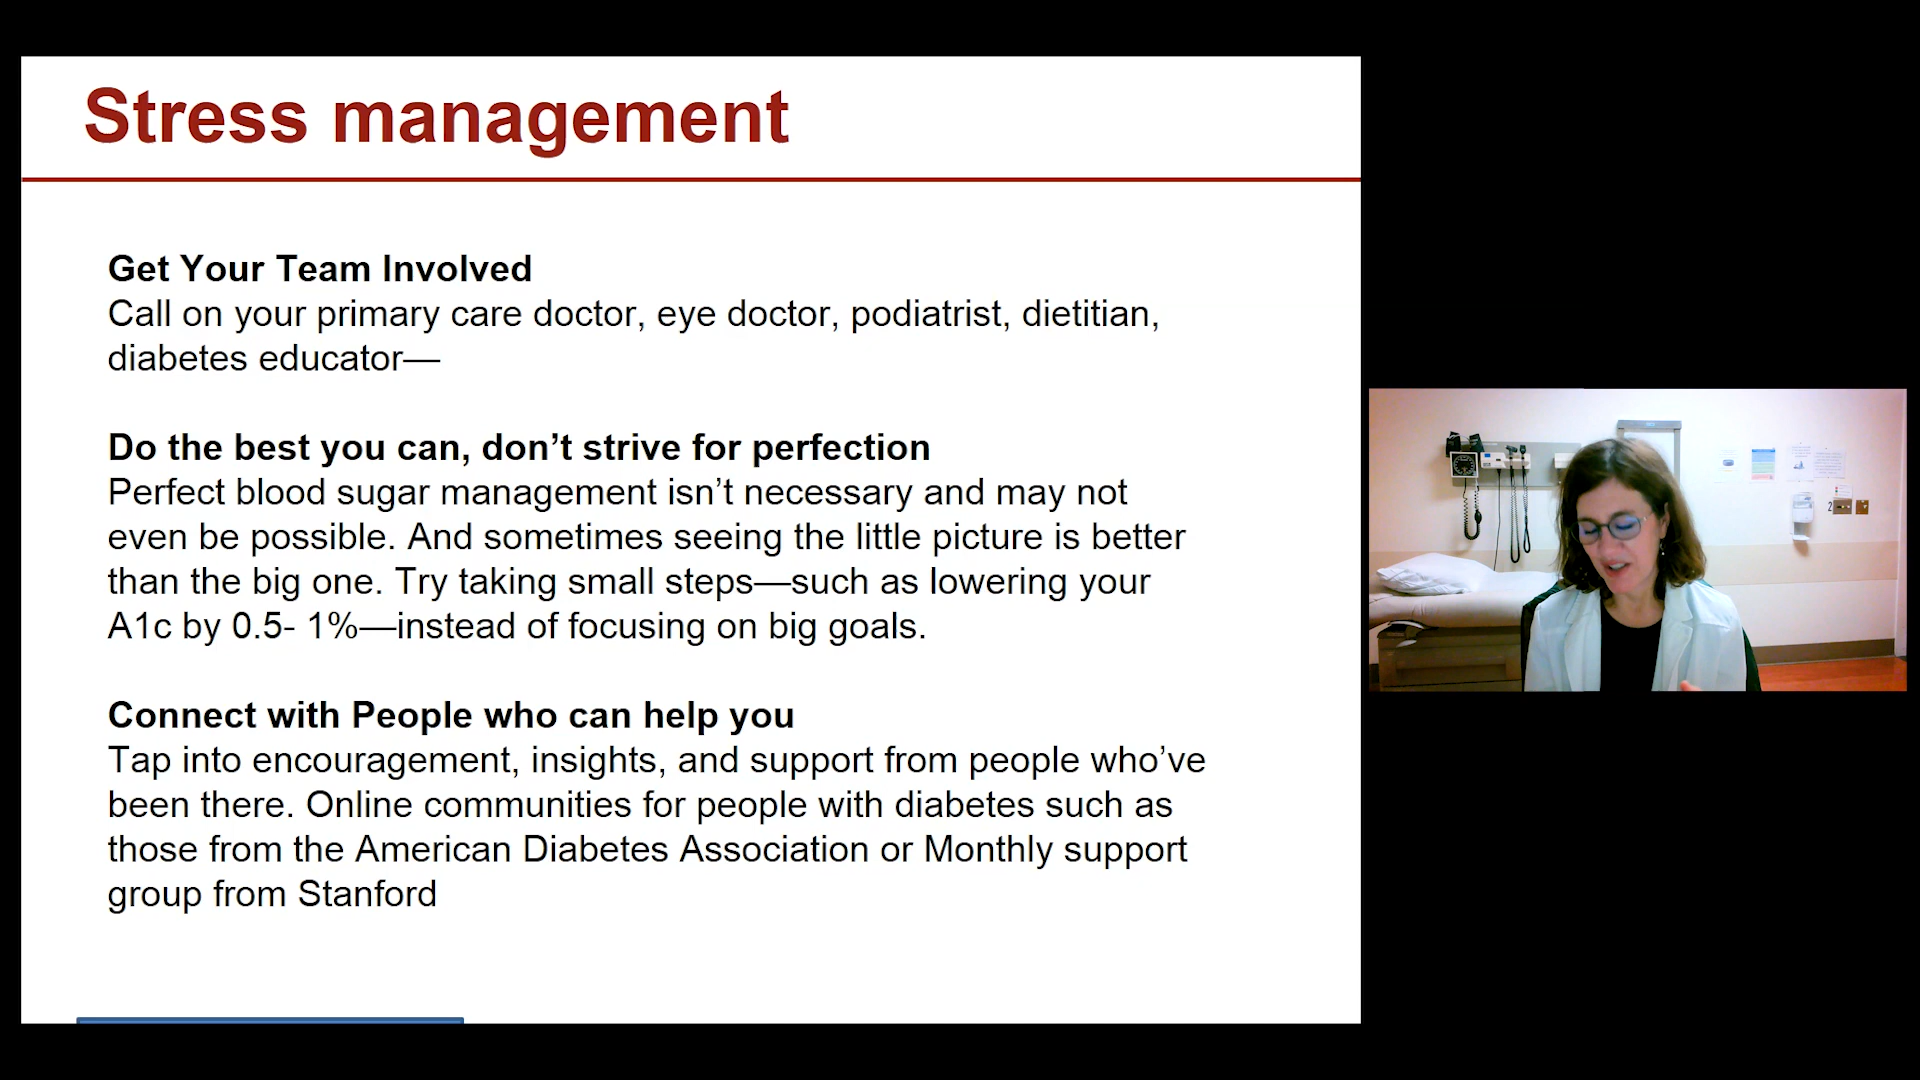 Stress management
Get Your Team Involved
Call on your primary care doctor, eye doctor, podiatrist, dietitian,
diabetes educator—
Do the best you can, don’t strive for perfection
Perfect blood sugar management isn’t necessary and may not
even be possible. And sometimes seeing the little picture is better
than the big one. Try taking small steps—such as lowering your
A1c by 0.5- 1%—instead of focusing on big goals.
Connect with People who can help you
Tap into encouragement, insights, and support from people who’ve
been there. Online communities for people with diabetes such as
those from the American Diabetes Association or Monthly support
group from Stanford
2